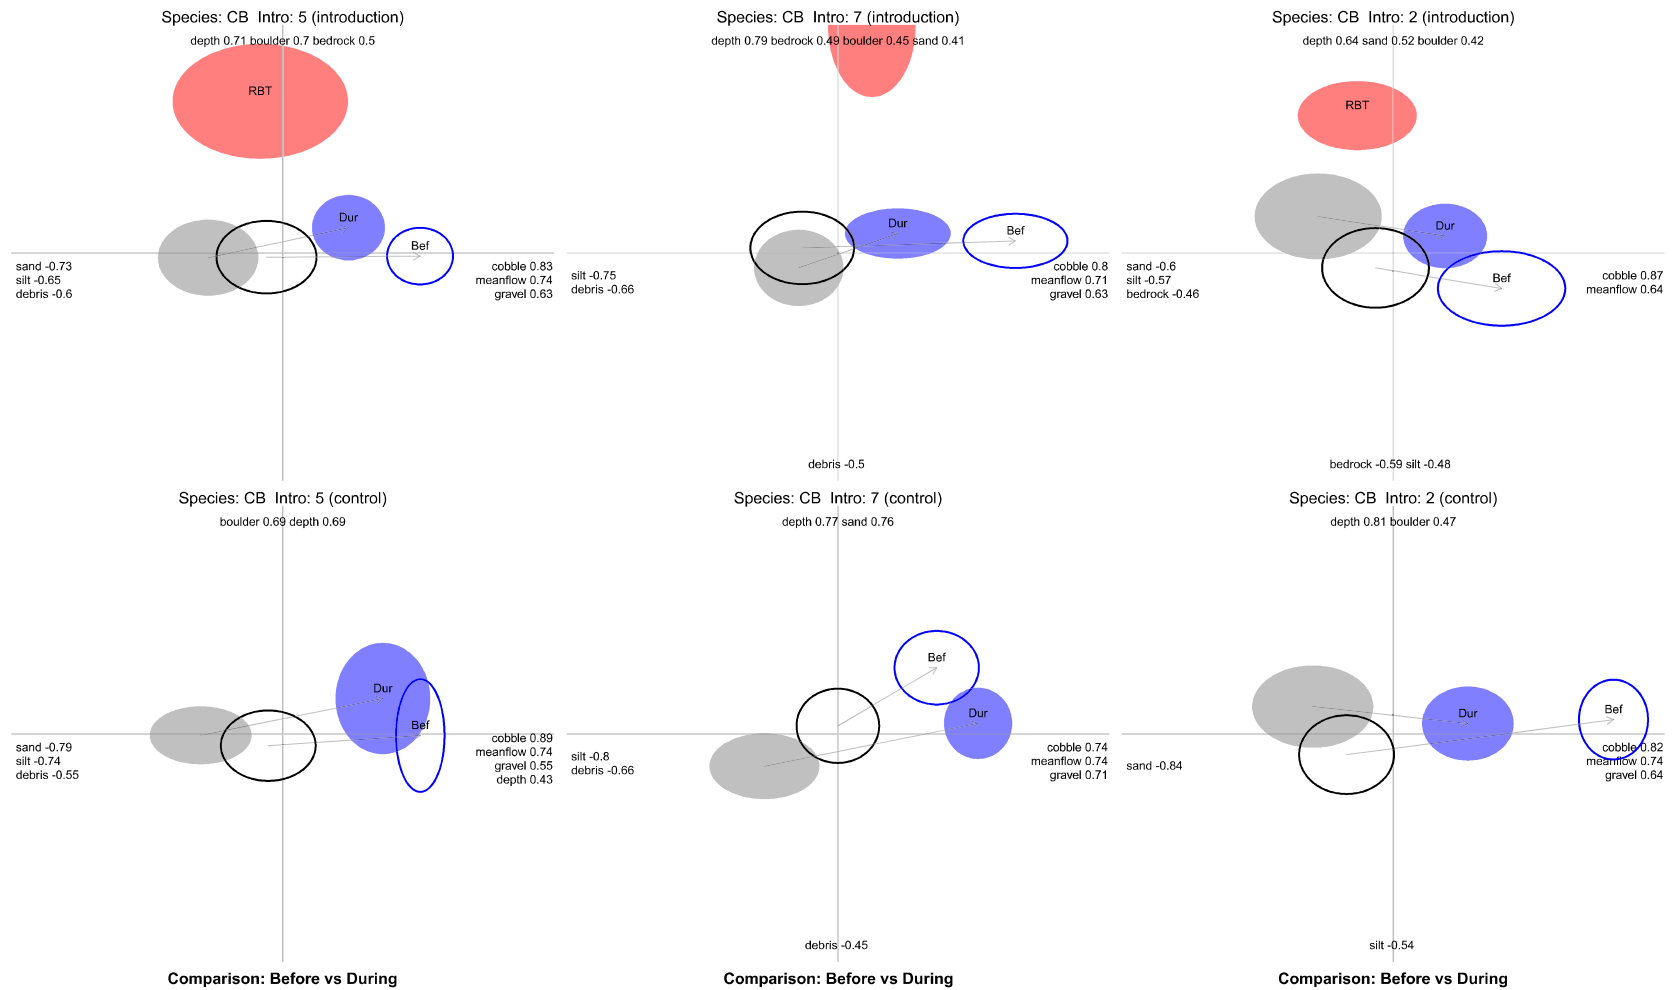 Species: CB  Intro: 5 (introduction)
depth 0.71 boulder 0.7 bedrock 0.5
RBT
Dur
Bef
sand -0.73
silt -0.65
debris -0.6
cobble 0.83
meanflow 0.74
gravel 0.63
Species: CB  Intro: 7 (introduction)
depth 0.79 bedrock 0.49 boulder 0.45 sand 0.41
Dur
Bef
silt -0.75
debris -0.66
cobble 0.8
meanflow 0.71
gravel 0.63
debris -0.5
Species: CB  Intro: 2 (introduction)
depth 0.64 sand 0.52 boulder 0.42
RBT
Dur
Bef
sand -0.6
silt -0.57
bedrock -0.46
cobble 0.87
meanflow 0.64
bedrock -0.59 silt -0.48
Species: CB  Intro: 5 (control)
boulder 0.69 depth 0.69
Dur
Bef
sand -0.79
silt -0.74
debris -0.55
cobble 0.89
meanflow 0.74
gravel 0.55
depth 0.43
Comparison: Before vs During
Species: CB  Intro: 7 (control)
depth 0.77 sand 0.76
Bef
Dur
silt -0.8
debris -0.66
cobble 0.74
meanflow 0.74
gravel 0.71
debris -0.45
Comparison: Before vs During
Species: CB  Intro: 2 (control)
depth 0.81 boulder 0.47
Dur
Bef
sand -0.84
cobble 0.82
meanflow 0.74
gravel 0.64
silt -0.54
Comparison: Before vs During